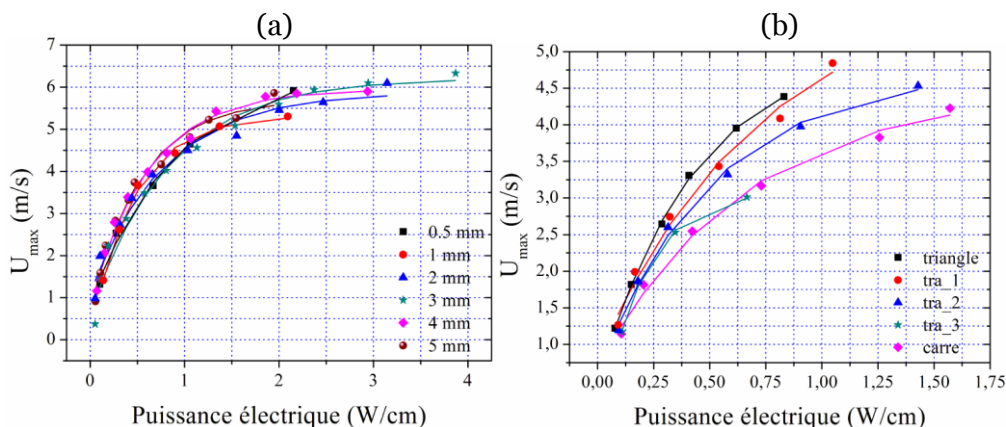 (a)
7
6
5
4
3
2
1
0
U max (m/s)
0.5 mm
1 mm
2 mm
3 mm
4 mm
5 mm
0 1 2 3 4
Puissance électrique (W/cm)
(b)
5,0
4,5
4,0
3,5
3,0
2,5
2,0
1,5
1,0
U max (m/s)
triangle
tra_1
tra_2
tra_3
carre
0,00 0,25 0,50 0,75 1,00 1,25 1,50 1,75
Puissance électrique (W/cm)